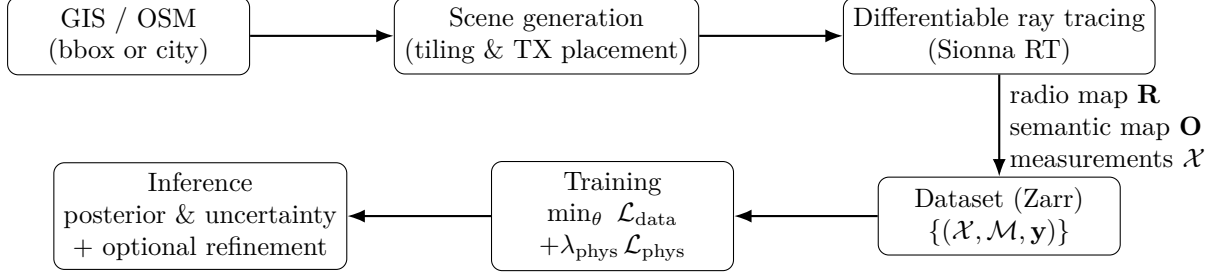 GIS / OSM
(bbox or city)
Scene generation
(tiling & TX placement)
Differentiable ray tracing
(Sionna RT)
radio map R
semantic map O
measurements 𝒳
Dataset (Zarr)
{(𝒳, ℳ, y)}
Training
min_θ ℒ_data
+λ_phys ℒ_phys
Inference
posterior & uncertainty
+ optional refinement